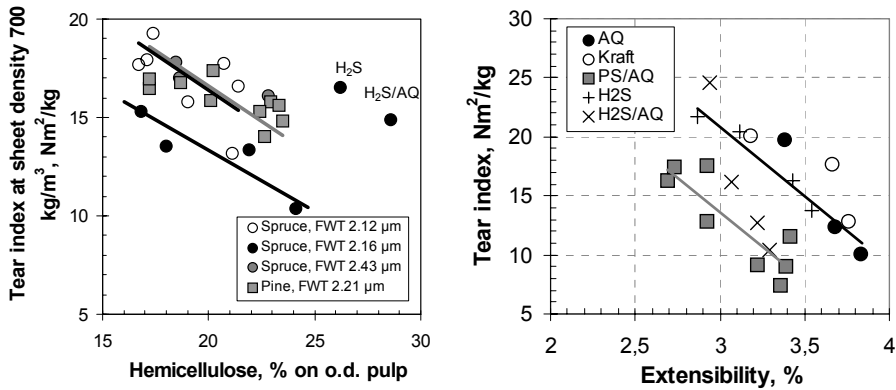 Tear index at sheet density 700
kg/m³, Nm²/kg
20
15
10
5
15
20
25
30
Hemicellulose, % on o.d. pulp
H₂S
H₂S/AQ
Spruce, FWT 2.12 µm
Spruce, FWT 2.16 µm
Spruce, FWT 2.43 µm
Pine, FWT 2.21 µm
Tear index, Nm²/kg
30
25
20
15
10
5
0
2
2,5
3
3,5
4
Extensibility, %
AQ
Kraft
PS/AQ
H2S
H2S/AQ